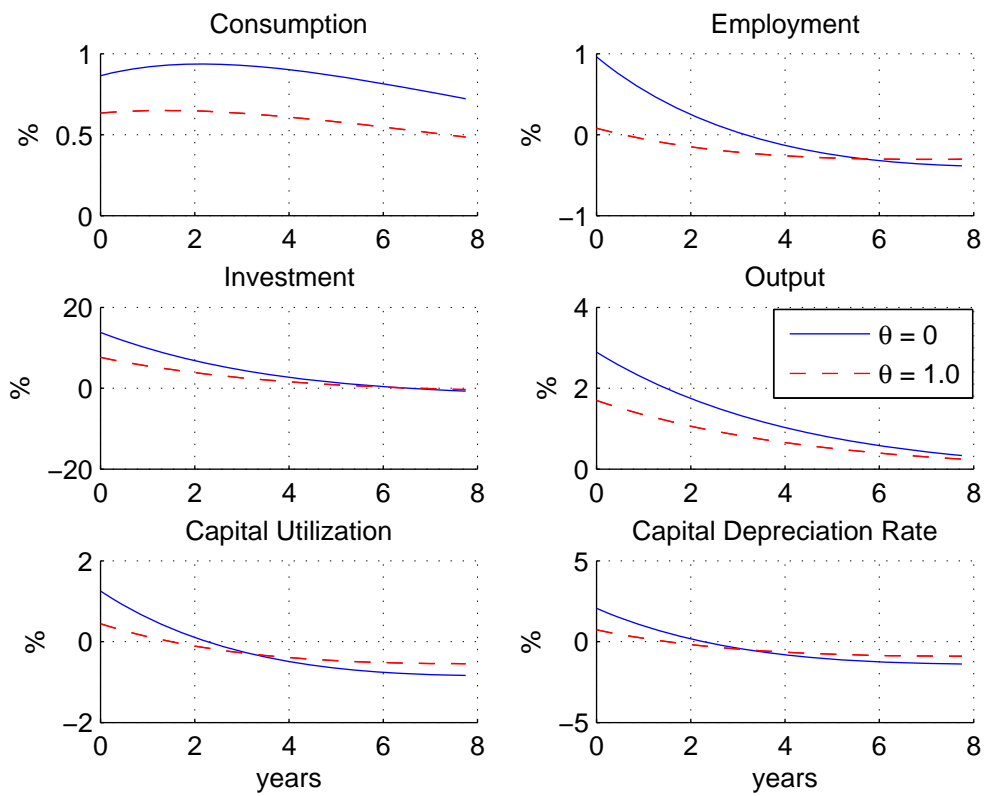 Consumption
Employment
1
0.5
0
%
0 2 4 6 8
1
0
−1
%
0 2 4 6 8
Investment
Output
20
0
−20
%
0 2 4 6 8
4
2
0
%
0 2 4 6 8
θ = 0
θ = 1.0
Capital Utilization
Capital Depreciation Rate
2
0
−2
%
0 2 4 6 8
years
5
0
−5
%
0 2 4 6 8
years